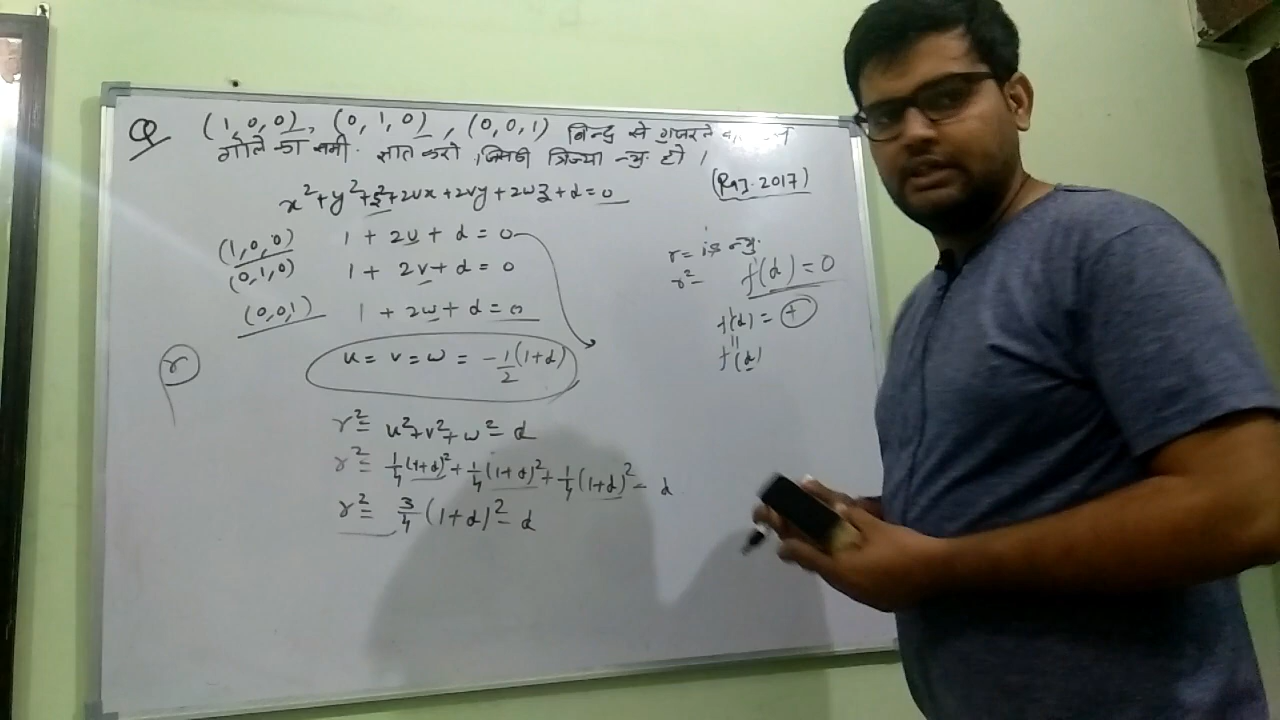 Q (1, 0, 0), (0, 1, 0), (0, 0, 1) बिन्दु से गुजरते
गोले का समी. ज्ञात करो, जिसकी त्रिज्या न्यु. हो।
(Raj. 2017)
x²+y²+z²+2ux+2vy+2wz+d=0
(1,0,0) 1 + 2u + d = 0
(0,1,0) 1 + 2v + d = 0
(0,0,1) 1 + 2w + d = 0
r
u = v = w = -1/2(1+d)
r² = u²+v²+w²-d
r² = 1/4(1+d)²+1/4(1+d)²+1/4(1+d)²-d
r² = 3/4(1+d)²-d
r = is न्यु.
r² = f'(d) = 0
f''(d) = +
f''(d)